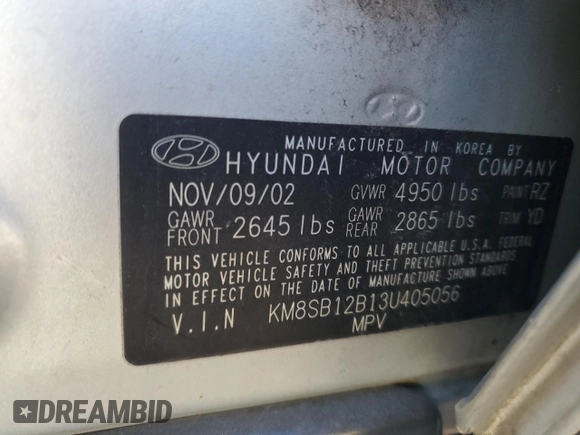 MANUFACTURED IN KOREA BY
HYUNDAI MOTOR COMPANY
NOV/09/02 GVWR 4950 lbs PAINT RZ
GAWR FRONT 2645 lbs GAWR REAR 2865 lbs TRIM YD
THIS VEHICLE CONFORMS TO ALL APPLICABLE U.S.A. FEDERAL
MOTOR VEHICLE SAFETY AND THEFT PREVENTION STANDARDS
IN EFFECT ON THE DATE OF MANUFACTURE SHOWN ABOVE.
V.I.N KM8SB12B13U405056
MPV
DREAMBID